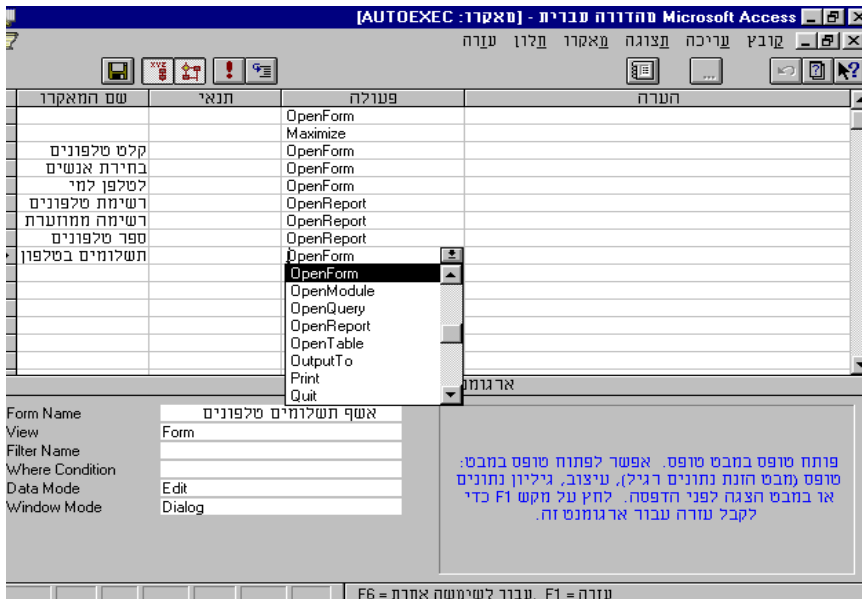 Microsoft Access מהדורה עברית - [מאקרו: AUTOEXEC]
קובץ עריכה תצוגה מאקרו חלון עזרה
XYZ
...
שם המאקרו תנאי פעולה הערה
OpenForm
Maximize
קלט טלפונים OpenForm
בחירת אנשים OpenForm
לטלפן למי OpenForm
רשימת טלפונים OpenReport
רשימה ממוזערת OpenReport
ספר טלפונים OpenReport
תשלומים בטלפון OpenForm
OpenForm
OpenModule
OpenQuery
OpenReport
OpenTable
OutputTo
Print
Quit
ארגומנ
Form Name אשף תשלומים טלפונים
View Form
Filter Name
Where Condition
Data Mode Edit
Window Mode Dialog
פותח טופס במבט טופס. אפשר לפתוח טופס במבט:
טופס (מבט הזנת נתונים רגיל), עיצוב, גיליון נתונים
או במבט הצגה לפני הדפסה. לחץ על מקש F1 כדי
לקבל עזרה עבור ארגומנט זה.
עזרה = F1 .עבור לשימשה אחרת = F6